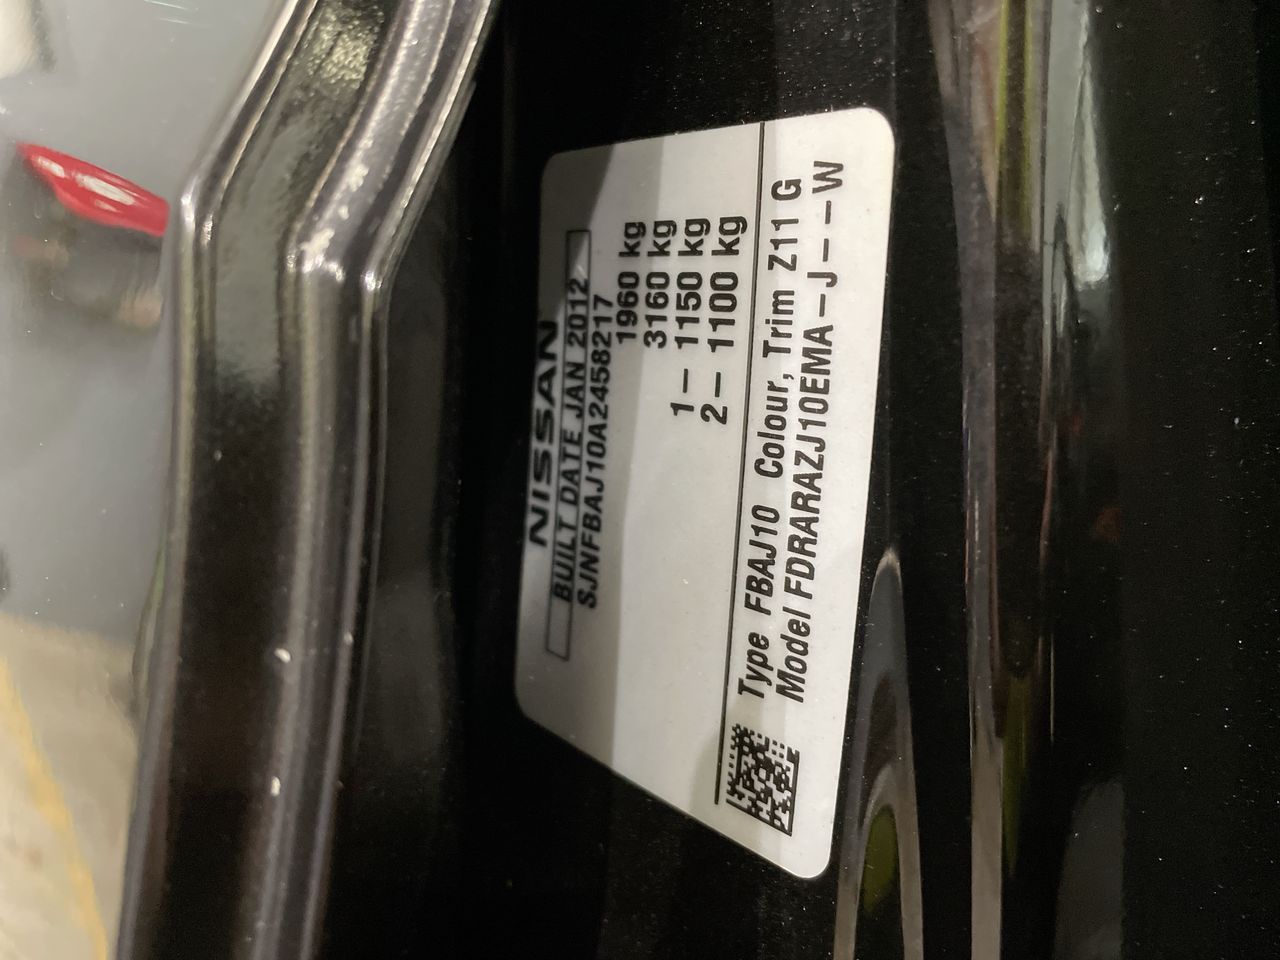 NISSAN
BUILT DATE JAN 2012
SJNFBAJ10A2458217
1960 kg
3160 kg
1– 1150 kg
2– 1100 kg
Type FBAJ10 Colour, Trim Z11 G
Model FDRARAZJ10EMA–J–––W